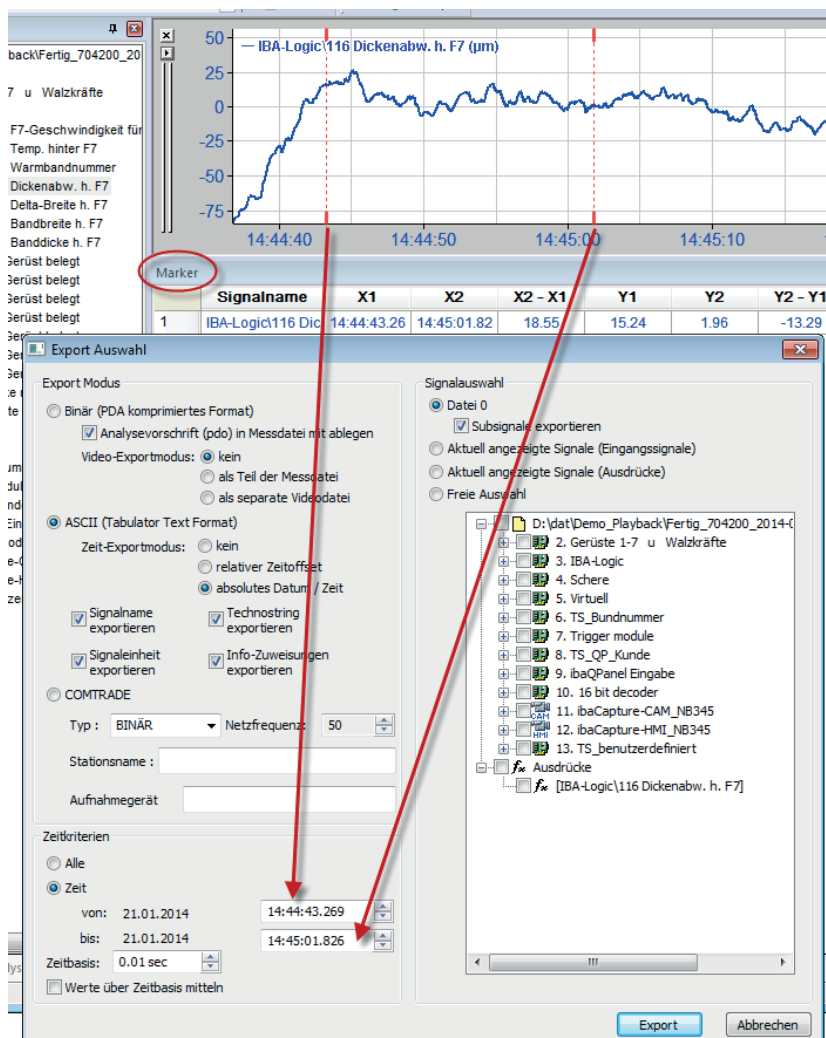 back\Fertig_704200_20
7 u Walzkräfte
F7-Geschwindigkeit für
Temp. hinter F7
Warmbandnummer
Dickenabw. h. F7
Delta-Breite h. F7
Bandbreite h. F7
Banddicke h. F7
Gerüst belegt
Gerüst belegt
Gerüst belegt
Gerüst belegt
50
25
0
-25
-50
-75
IBA-Logic\116 Dickenabw. h. F7 (µm)
14:44:40 14:44:50 14:45:00 14:45:10
Marker
Signalname X1 X2 X2 - X1 Y1 Y2 Y2 - Y1
1 IBA-Logic\116 Dic 14:44:43.26 14:45:01.82 18.55 15.24 1.96 -13.29
Export Auswahl
Export Modus
Binär (PDA komprimiertes Format)
Analysevorschrift (pdo) in Messdatei mit ablegen
Video-Exportmodus: kein
als Teil der Messdatei
als separate Videodatei
ASCII (Tabulator Text Format)
Zeit-Exportmodus: kein
relativer Zeitoffset
absolutes Datum / Zeit
Signalname exportieren
Technostring exportieren
Signaleinheit exportieren
Info-Zuweisungen exportieren
COMTRADE
Typ : BINÄR Netzfrequenz: 50
Stationsname :
Aufnahmegerät
Zeitkriterien
Alle
Zeit
von: 21.01.2014 14:44:43.269
bis: 21.01.2014 14:45:01.826
Zeitbasis: 0.01 sec
Werte über Zeitbasis mitteln
Signalauswahl
Datei 0
Subsignale exportieren
Aktuell angezeigte Signale (Eingangssignale)
Aktuell angezeigte Signale (Ausdrücke)
Freie Auswahl
D:\dat\Demo_Playback\Fertig_704200_2014-0
2. Gerüste 1-7 u Walzkräfte
3. IBA-Logic
4. Schere
5. Virtuell
6. TS_Bundnummer
7. Trigger module
8. TS_QP_Kunde
9. ibaQPanel Eingabe
10. 16 bit decoder
CAM 11. ibaCapture-CAM_NB345
HMI 12. ibaCapture-HMI_NB345
13. TS_benutzerdefiniert
fx Ausdrücke
fx [IBA-Logic\116 Dickenabw. h. F7]
Export Abbrechen